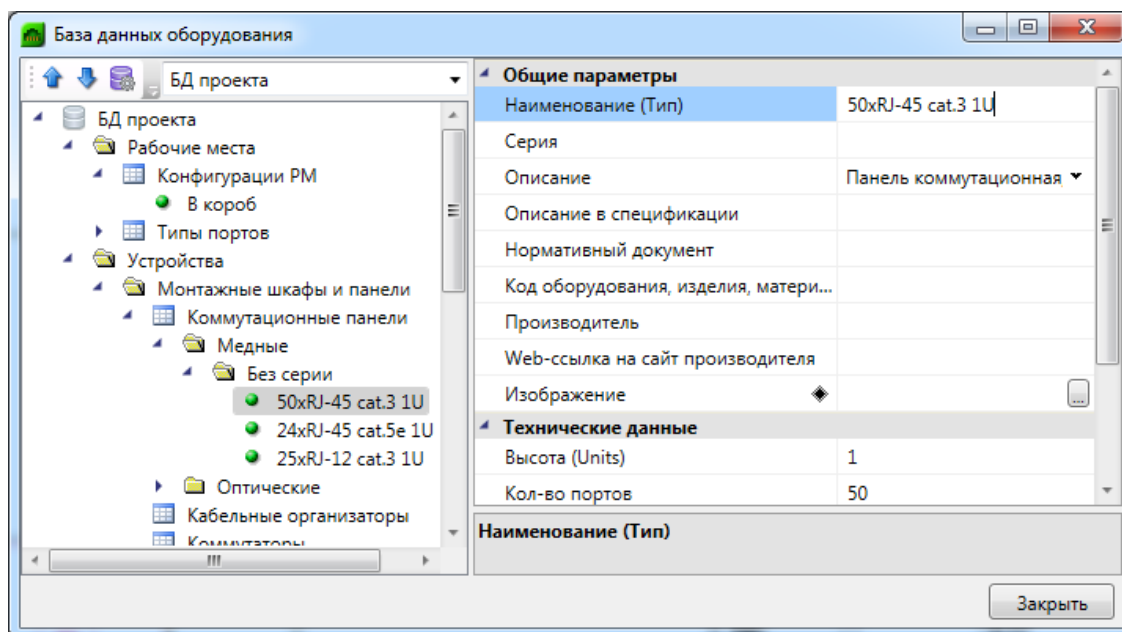 База данных оборудования
БД проекта
БД проекта
Рабочие места
Конфигурации РМ
В короб
Типы портов
Устройства
Монтажные шкафы и панели
Коммутационные панели
Медные
Без серии
50xRJ-45 cat.3 1U
24xRJ-45 cat.5e 1U
25xRJ-12 cat.3 1U
Оптические
Кабельные организаторы
Коммутаторы
Общие параметры
Наименование (Тип) 50xRJ-45 cat.3 1U
Серия
Описание Панель коммутационная
Описание в спецификации
Нормативный документ
Код оборудования, изделия, матери...
Производитель
Web-ссылка на сайт производителя
Изображение ...
Технические данные
Высота (Units) 1
Кол-во портов 50
Наименование (Тип)
Закрыть